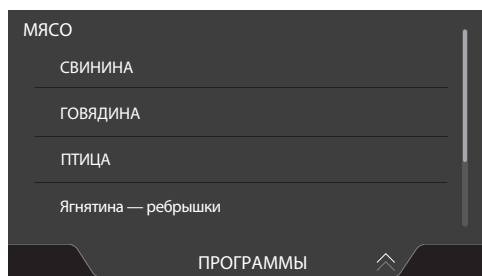 МЯСО
СВИНИНА
ГОВЯДИНА
ПТИЦА
Ягнятина — ребрышки
ПРОГРАММЫ